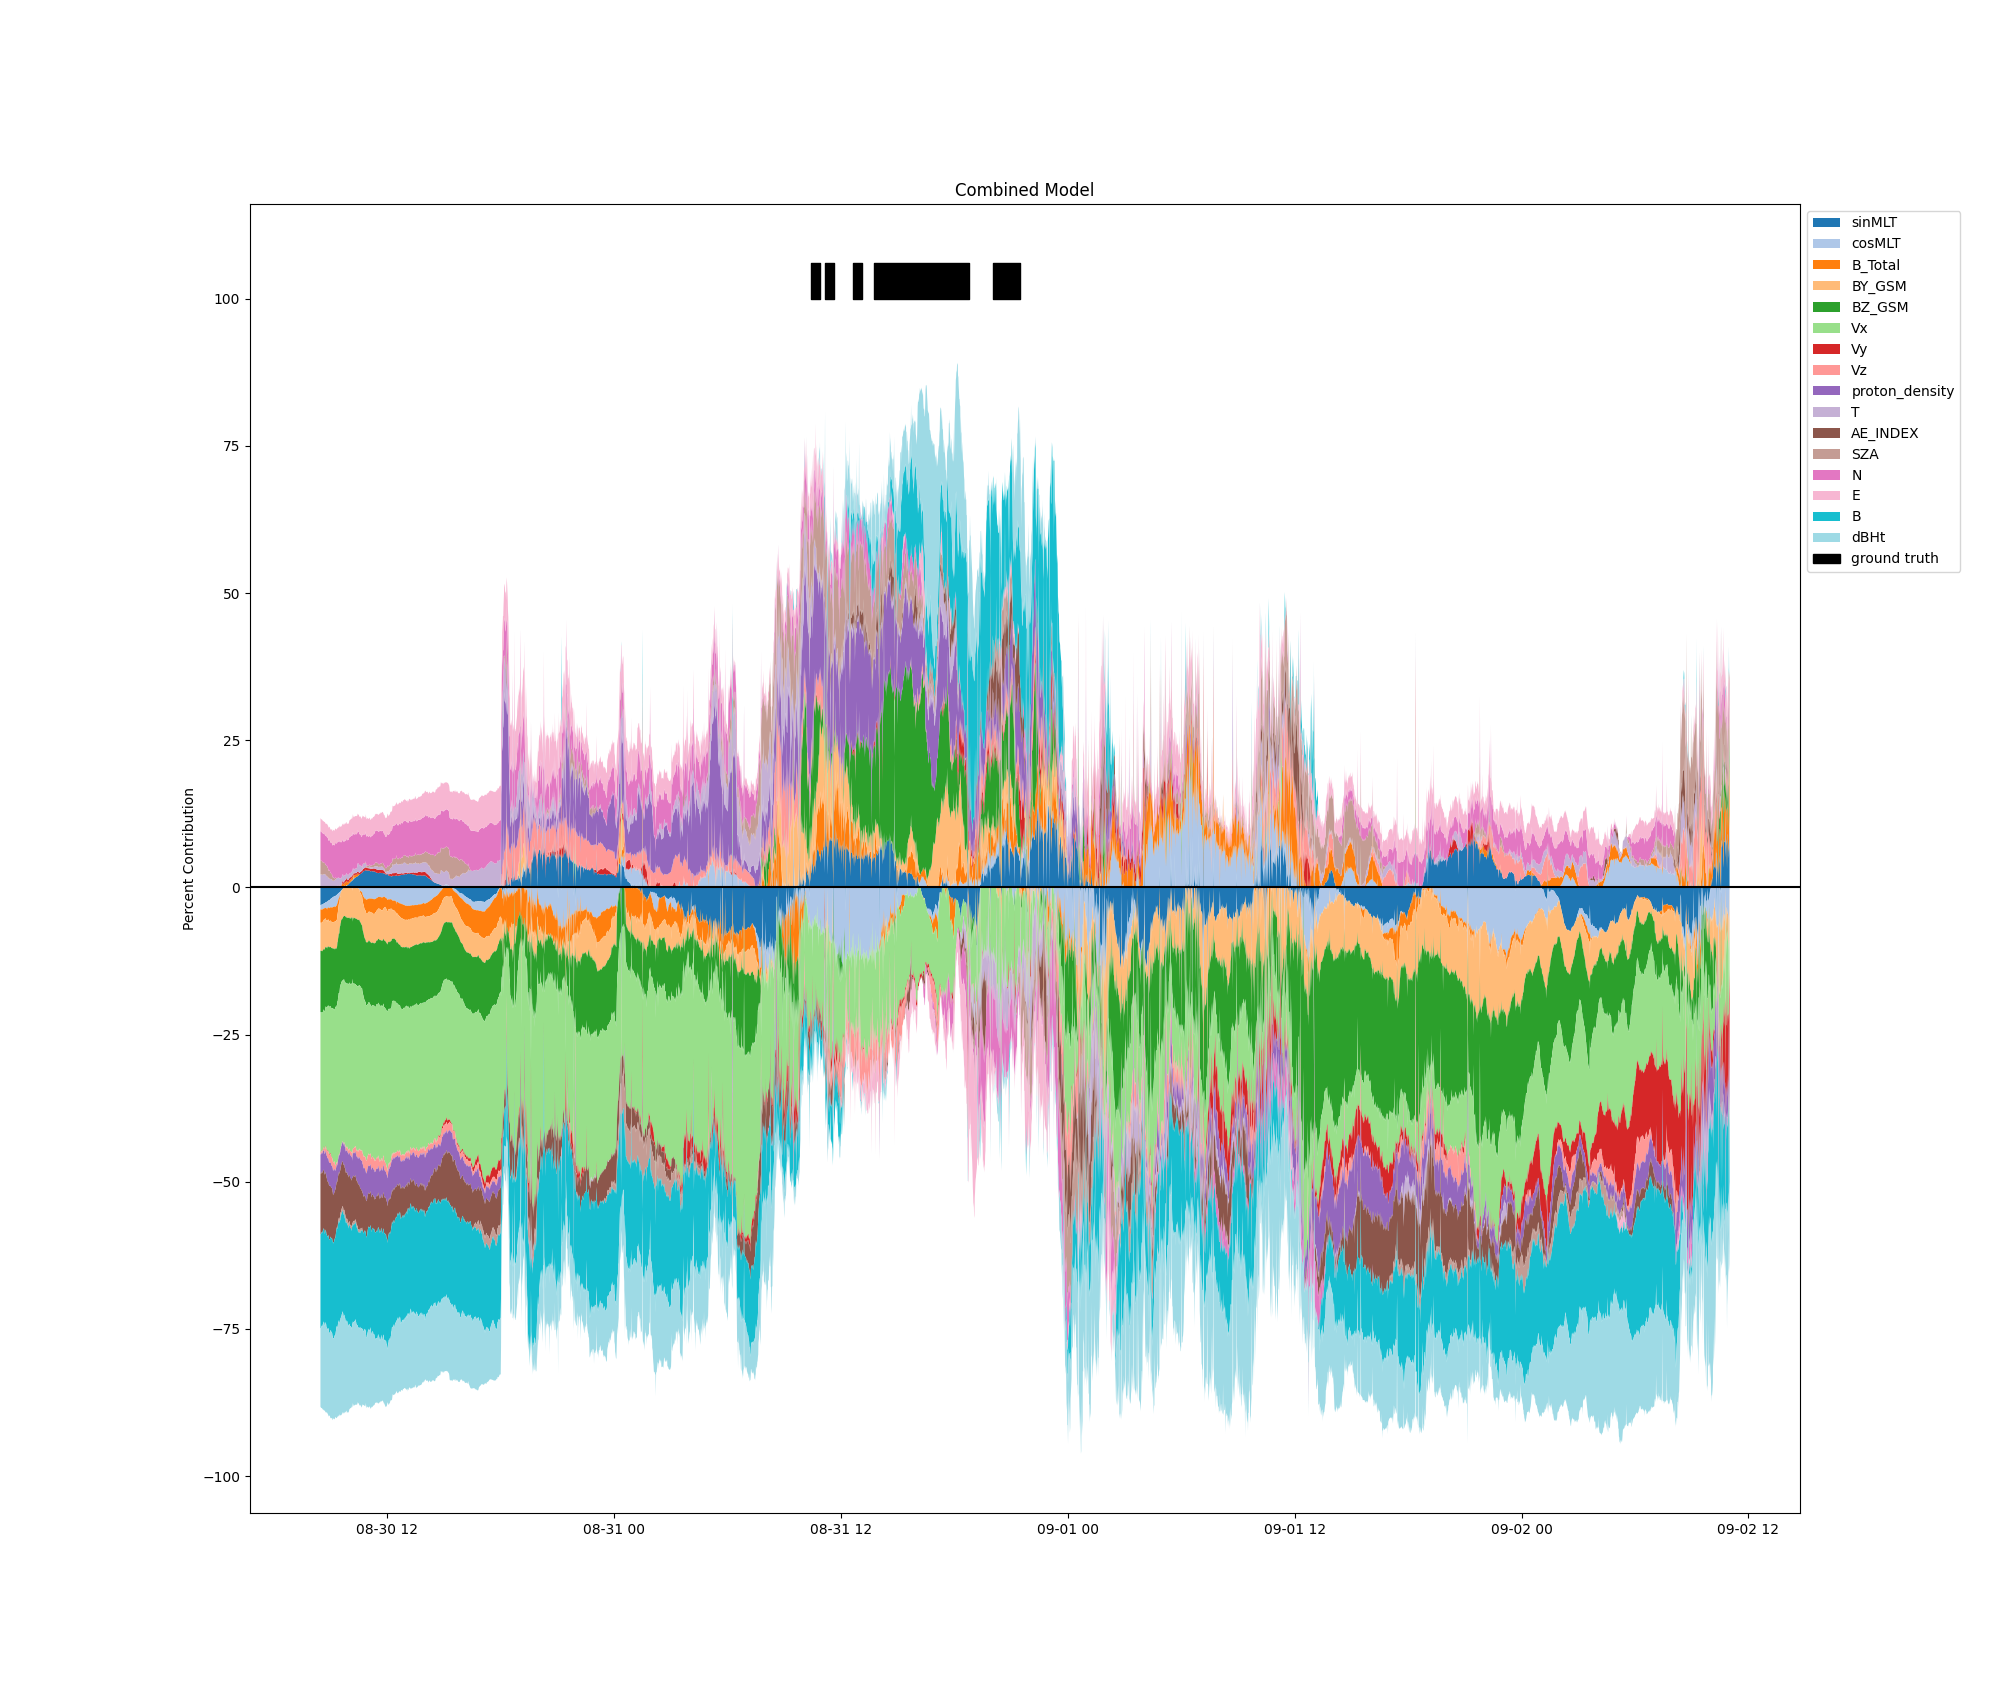 Combined Model
sinMLT
cosMLT
B_Total
BY_GSM
BZ_GSM
Vx
Vy
Vz
proton_density
T
AE_INDEX
SZA
N
E
B
dBHt
ground truth
Percent Contribution
100
75
50
25
0
−25
−50
−75
−100
08-30 12
08-31 00
08-31 12
09-01 00
09-01 12
09-02 00
09-02 12